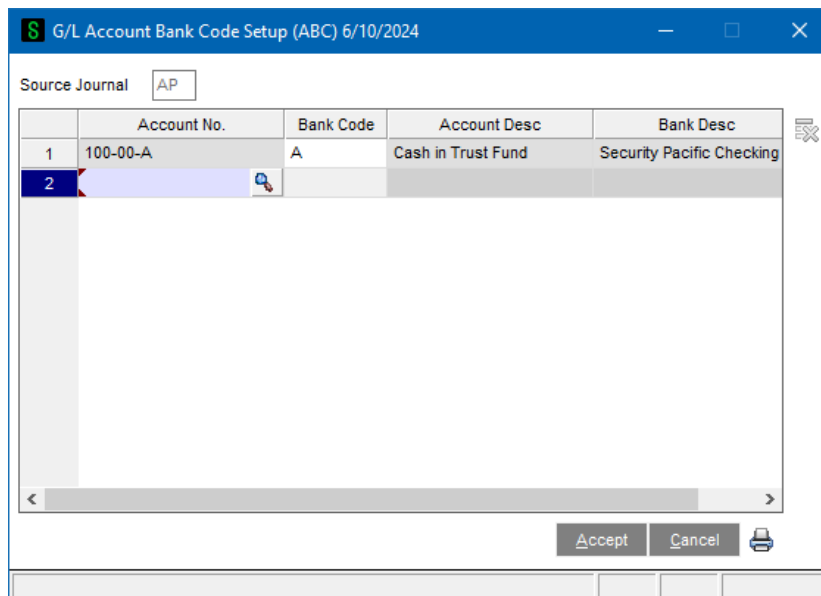 S G/L Account Bank Code Setup (ABC) 6/10/2024
Source Journal AP
Account No. Bank Code Account Desc Bank Desc
1 100-00-A A Cash in Trust Fund Security Pacific Checking
2
Accept Cancel